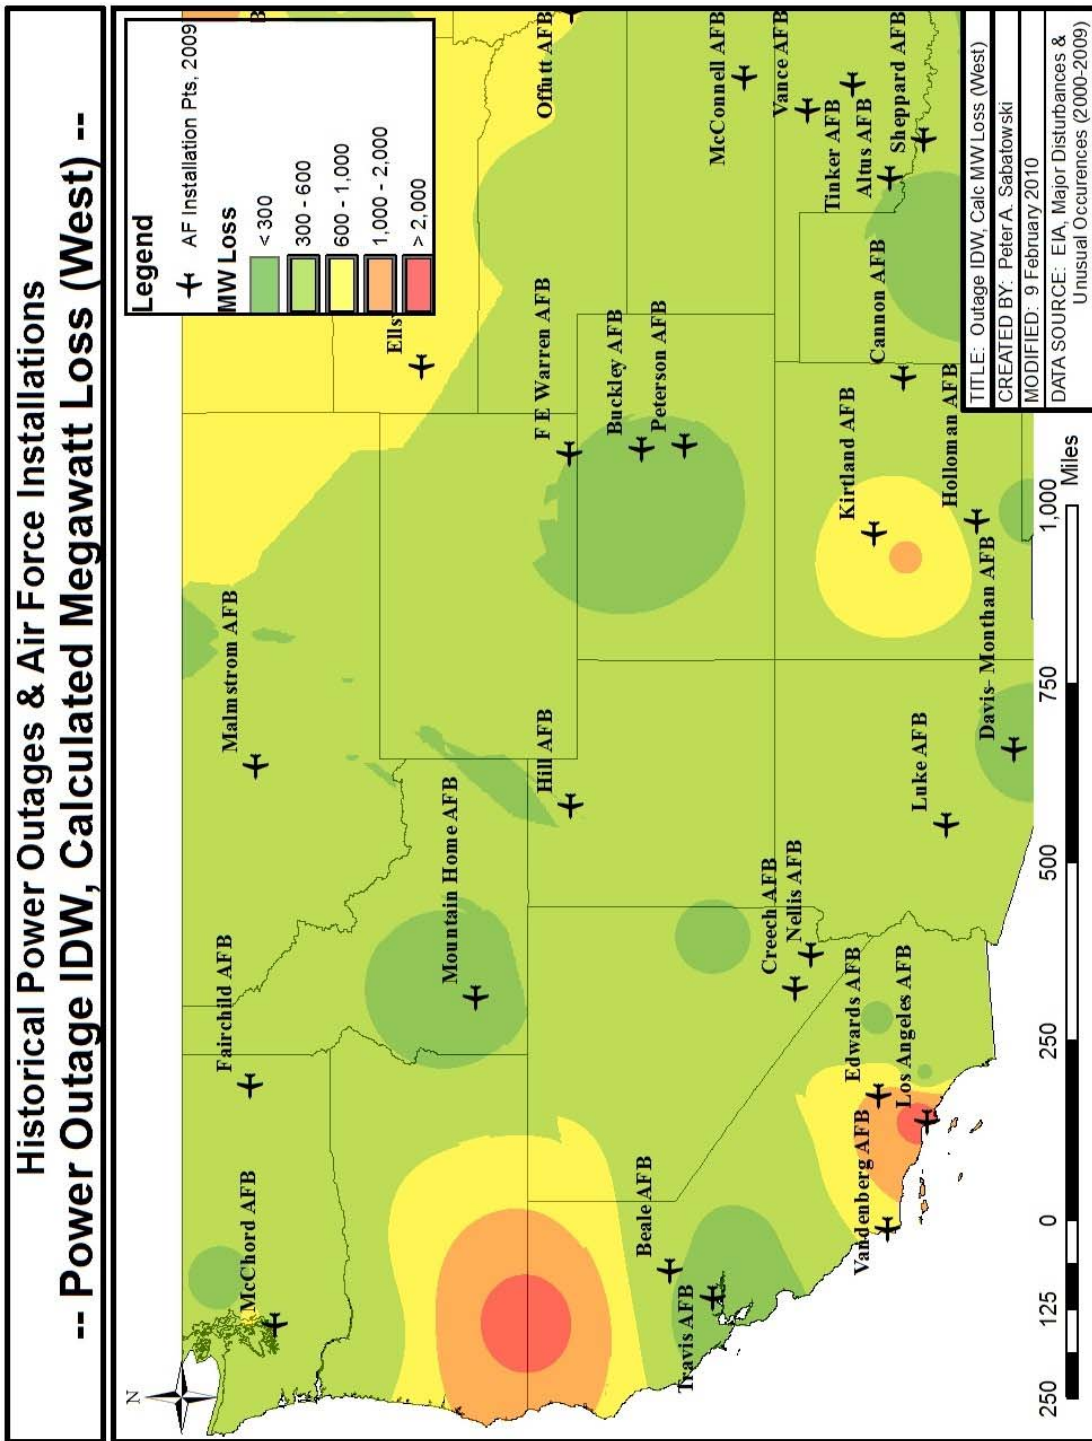 Historical Power Outages & Air Force Installations
-- Power Outage IDW, Calculated Megawatt Loss (West) --
N
McChord AFB
Fairchild AFB
Malmstrom AFB
Ells
Mountain Home AFB
Hill AFB
F E Warren AFB
Offutt AFB
Buckley AFB
Peterson AFB
McConnell AFB
Beale AFB
Travis AFB
Creech AFB
Nellis AFB
Vance AFB
Tinker AFB
Altus AFB
Sheppard AFB
Vandenberg AFB
Edwards AFB
Los Angeles AFB
Kirtland AFB
Cannon AFB
Luke AFB
Davis- Monthan AFB
Holloman AFB
B
Legend
AF Installation Pts, 2009
MW Loss
< 300
300 - 600
600 - 1,000
1,000 - 2,000
> 2,000
250 125 0 250 500 750 1,000
Miles
TITLE: Outage IDW, Calc MW Loss (West)
CREATED BY: Peter A. Sabatowski
MODIFIED: 9 February 2010
DATA SOURCE: EIA, Major Disturbances &
Unusual Occurrences (2000-2009)